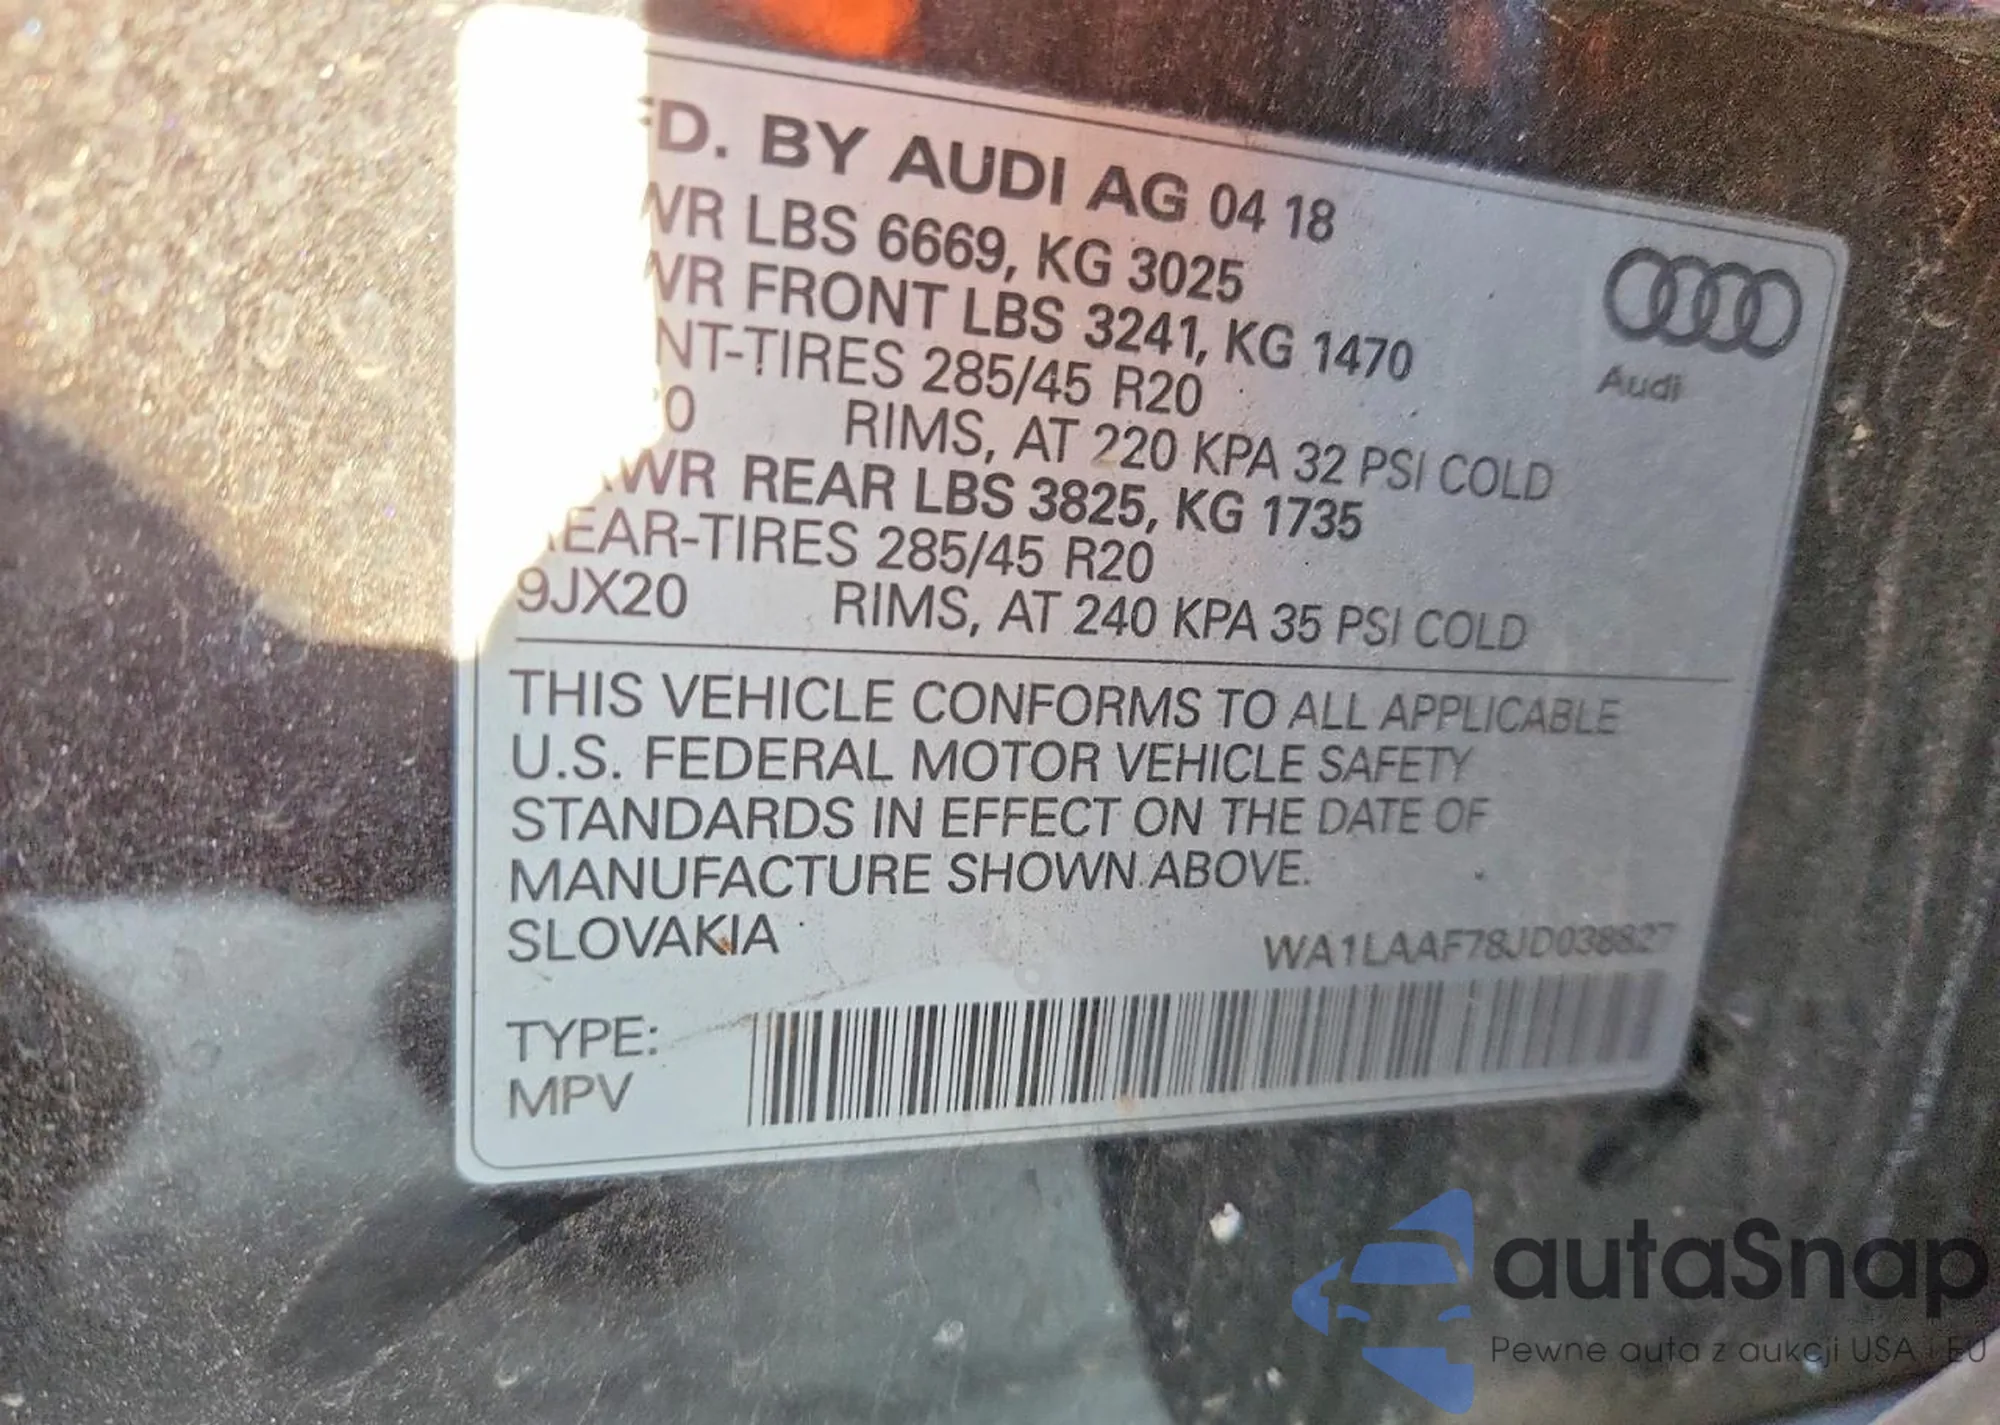 FD. BY AUDI AG 04 18
WR LBS 6669, KG 3025
WR FRONT LBS 3241, KG 1470
NT-TIRES 285/45 R20
0 RIMS, AT 220 KPA 32 PSI COLD
AWR REAR LBS 3825, KG 1735
REAR-TIRES 285/45 R20
9JX20 RIMS, AT 240 KPA 35 PSI COLD
Audi
THIS VEHICLE CONFORMS TO ALL APPLICABLE
U.S. FEDERAL MOTOR VEHICLE SAFETY
STANDARDS IN EFFECT ON THE DATE OF
MANUFACTURE SHOWN ABOVE.
SLOVAKIA
WA1LAAF78JD038827
TYPE:
MPV
autaSnap
Pewne auta z aukcji USA i EU